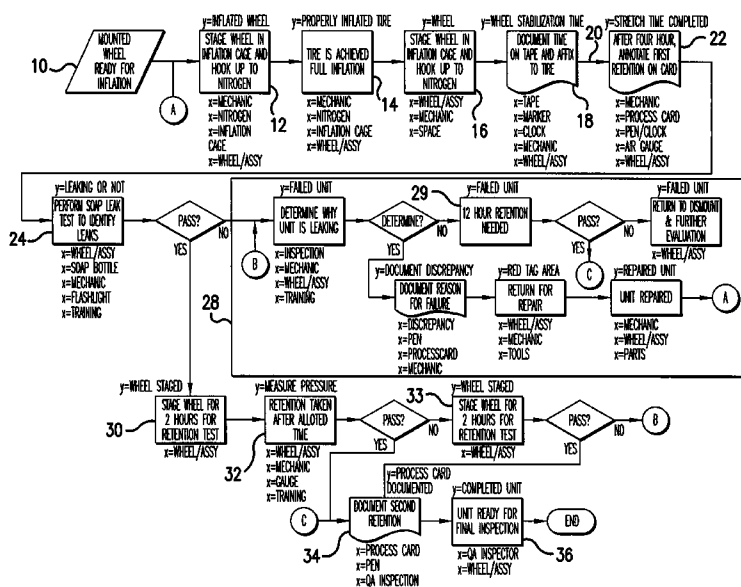 10
MOUNTED
WHEEL
READY FOR
INFLATION
A
y=INFLATED WHEEL
STAGE WHEEL IN
INFLATION CAGE AND
HOOK UP TO
NITROGEN
12
x=MECHANIC
x=NITROGEN
x=INFLATION
CAGE
x=WHEEL/ASSY
y=PROPERLY INFLATED TIRE
TIRE IS ACHIEVED
FULL INFLATION
14
x=MECHANIC
x=NITROGEN
x=INFLATION CAGE
x=WHEEL/ASSY
y=WHEEL
STAGE WHEEL IN
INFLATION CAGE AND
HOOK UP TO
NITROGEN
16
x=WHEEL/ASSY
x=MECHANIC
x=SPACE
y=WHEEL STABILIZATION TIME
DOCUMENT TIME
ON TAPE AND AFFIX
TO TIRE
18
x=TAPE
x=MARKER
x=CLOCK
x=MECHANIC
x=WHEEL/ASSY
20
y=STRETCH TIME COMPLETED
AFTER FOUR HOUR,
ANNOTATE FIRST
RETENTION ON CARD
22
x=MECHANIC
x=PROCESS CARD
x=PEN/CLOCK
x=AIR GAUGE
x=WHEEL/ASSY
y=LEAKING OR NOT
PERFORM SOAP LEAK
TEST TO IDENTIFY
LEAKS
24
x=WHEEL/ASSY
x=SOAP BOTTLE
x=MECHANIC
x=FLASHLIGHT
x=TRAINING
PASS?
NO
YES
B
28
y=FAILED UNIT
DETERMINE WHY
UNIT IS LEAKING
x=INSPECTION
x=MECHANIC
x=WHEEL/ASSY
x=TRAINING
DETERMINE?
NO
YES
29
y=FAILED UNIT
12 HOUR RETENTION
NEEDED
PASS?
NO
YES
C
y=FAILED UNIT
RETURN TO DISMOUNT
& FURTHER
EVALUATION
x=WHEEL/ASSY
y=DOCUMENT DISCREPANCY
DOCUMENT REASON
FOR FAILURE
x=DISCREPANCY
x=PEN
x=PROCESSCARD
x=MECHANIC
y=RED TAG AREA
RETURN FOR
REPAIR
x=WHEEL/ASSY
x=MECHANIC
x=TOOLS
y=REPAIRED UNIT
UNIT REPAIRED
x=MECHANIC
x=WHEEL/ASSY
x=PARTS
A
y=WHEEL STAGED
STAGE WHEEL FOR
2 HOURS FOR
RETENTION TEST
30
x=WHEEL/ASSY
y=MEASURE PRESSURE
RETENTION TAKEN
AFTER ALLOTED
TIME
32
x=WHEEL/ASSY
x=MECHANIC
x=GAUGE
x=TRAINING
PASS?
NO
YES
33
y=WHEEL STAGED
STAGE WHEEL FOR
2 HOURS FOR
RETENTION TEST
x=WHEEL/ASSY
PASS?
NO
YES
B
C
y=PROCESS CARD
DOCUMENTED
DOCUMENT SECOND
RETENTION
34
x=PROCESS CARD
x=PEN
x=QA INSPECTION
y=COMPLETED UNIT
UNIT READY FOR
FINAL INSPECTION
36
x=QA INSPECTOR
x=WHEEL/ASSY
END